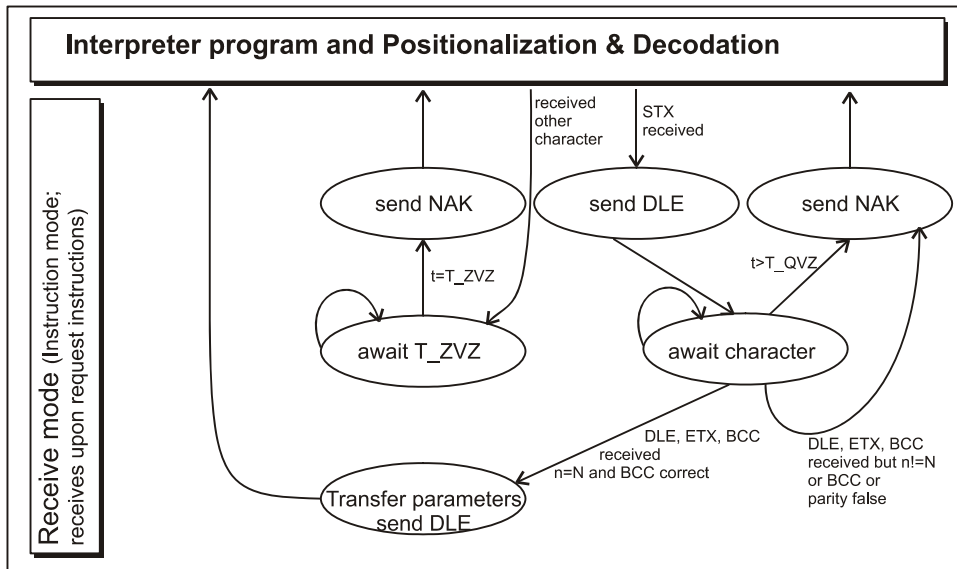 Interpreter program and Positionalization & Decodation
Receive mode (Instruction mode;
receives upon request instructions)
received
other
character
STX
received
send NAK
send DLE
send NAK
t=T_ZVZ
t>T_QVZ
await T_ZVZ
await character
DLE, ETX, BCC
received
n=N and BCC correct
DLE, ETX, BCC
received but n!=N
or BCC or
parity false
Transfer parameters
send DLE